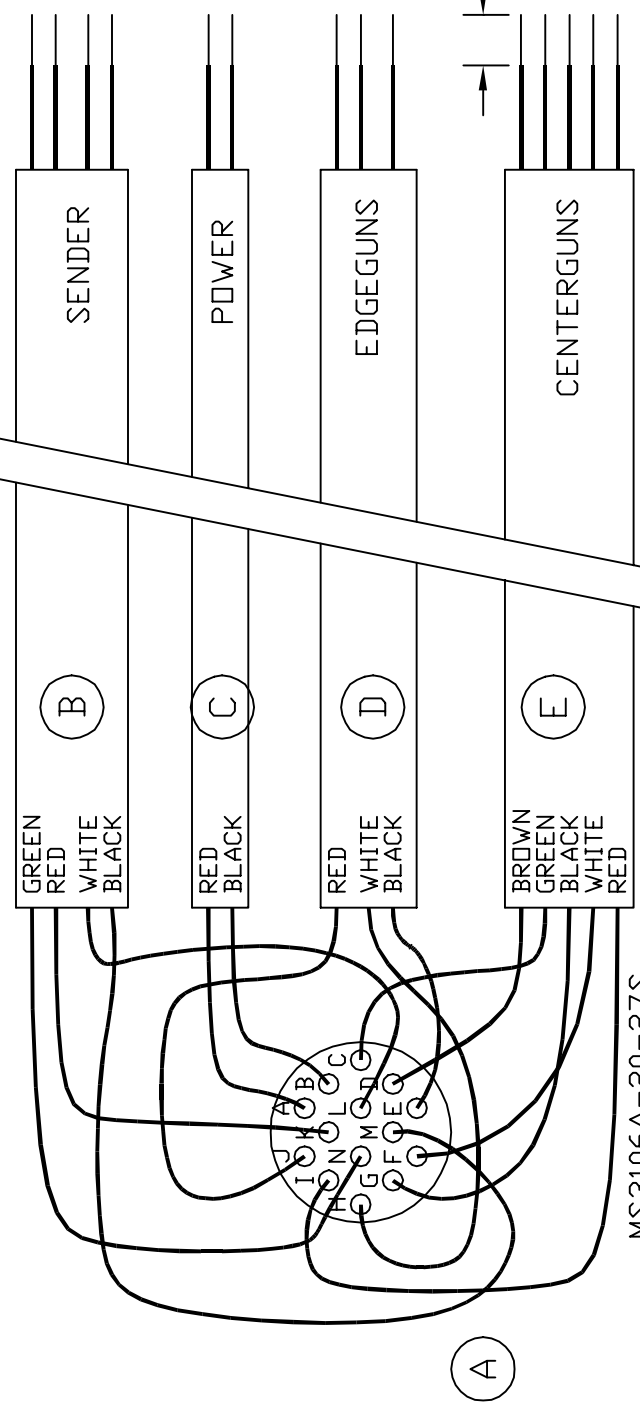 SENDER
POWER
EDGEGUNS
CENTERGUNS
B
C
D
E
GREEN
RED
WHITE
BLACK
RED
BLACK
RED
WHITE
BLACK
BROWN
GREEN
BLACK
WHITE
RED
A
B
C
D
E
F
G
H
I
J
K
L
M
N
MS3106A-20-27S
A